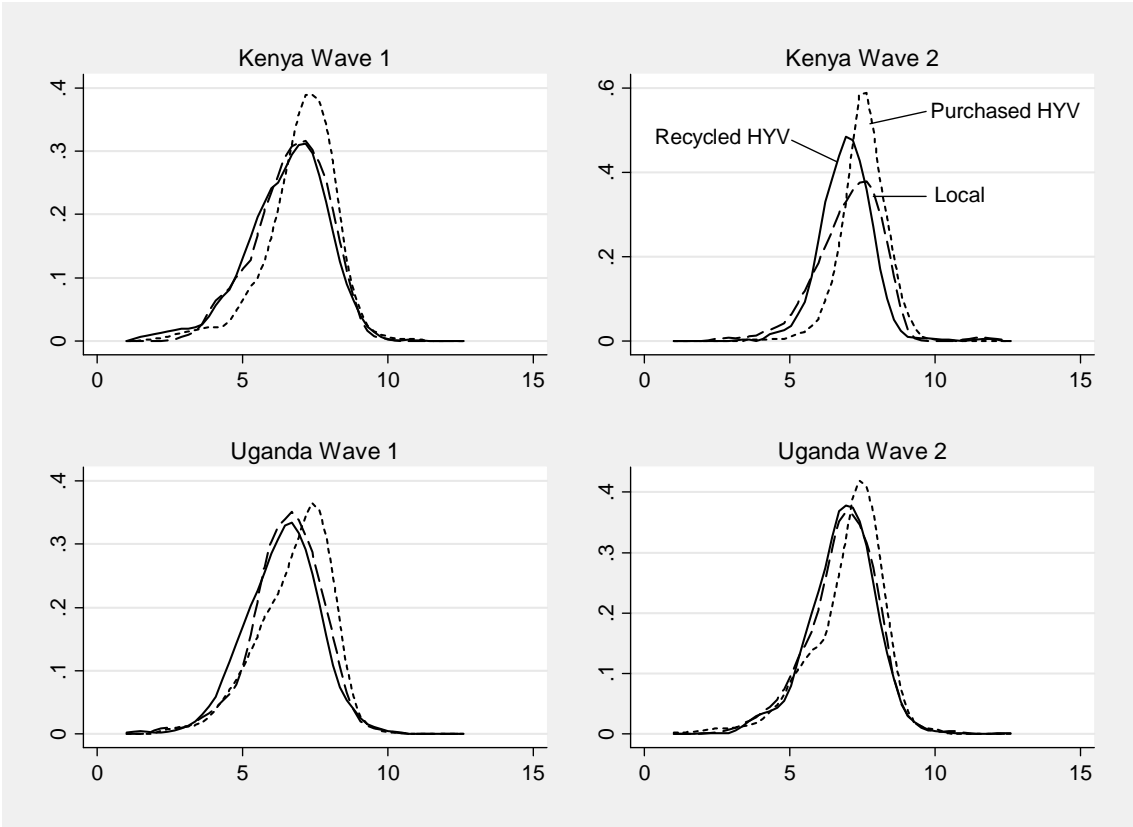 Kenya Wave 1
.4
.3
.2
.1
0
0 5 10 15
Kenya Wave 2
.6
.4
.2
0
Purchased HYV
Recycled HYV
Local
0 5 10 15
Uganda Wave 1
.4
.3
.2
.1
0
0 5 10 15
Uganda Wave 2
.4
.3
.2
.1
0
0 5 10 15